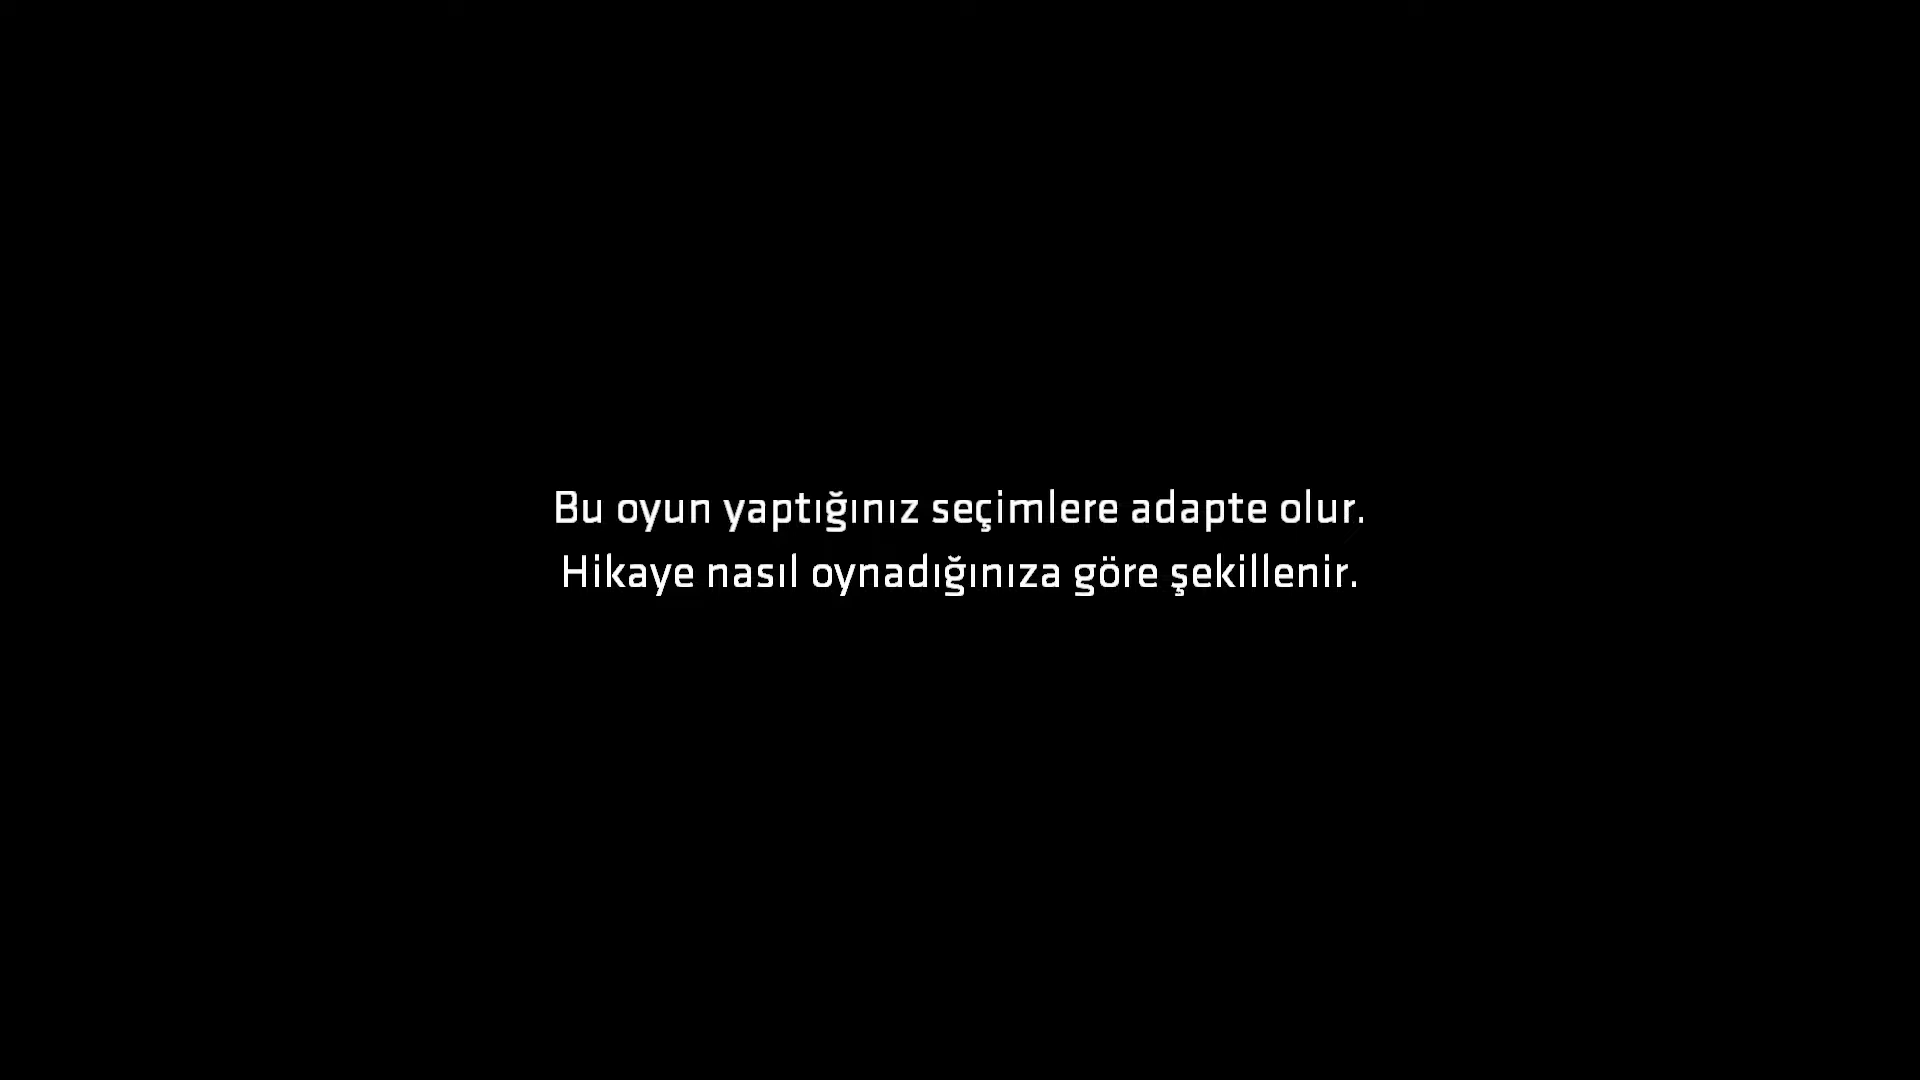 Bu oyun yaptığınız seçimlere adapte olur.
Hikaye nasıl oynadığınıza göre şekillenir.